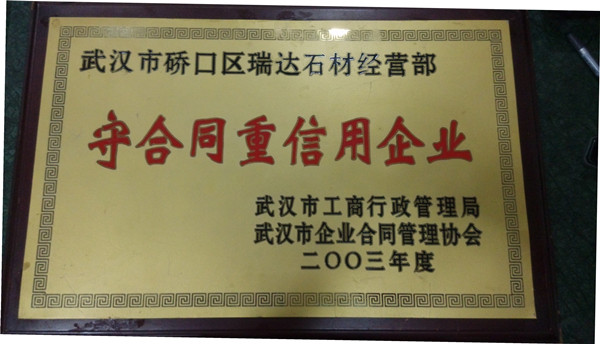 武汉市硚口区瑞达石材经营部
守合同重信用企业
武汉市工商行政管理局
武汉市企业合同管理协会
二〇〇三年度